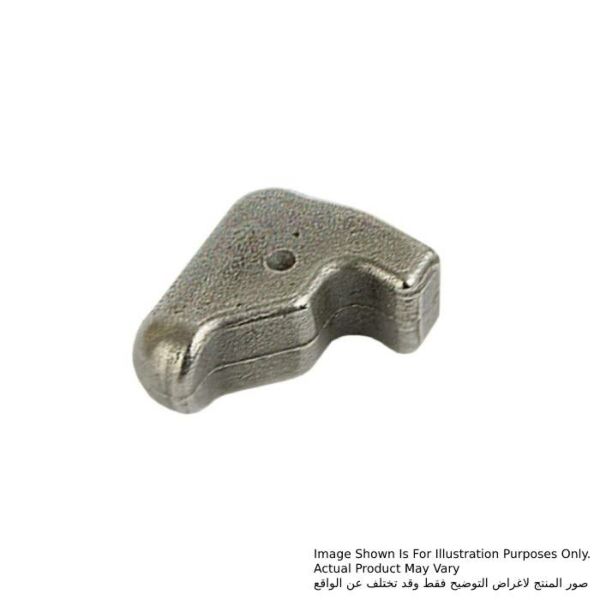 Image Shown Is For Illustration Purposes Only.
Actual Product May Vary
صور المنتج لاغراض التوضيح فقط وقد تختلف عن الواقع